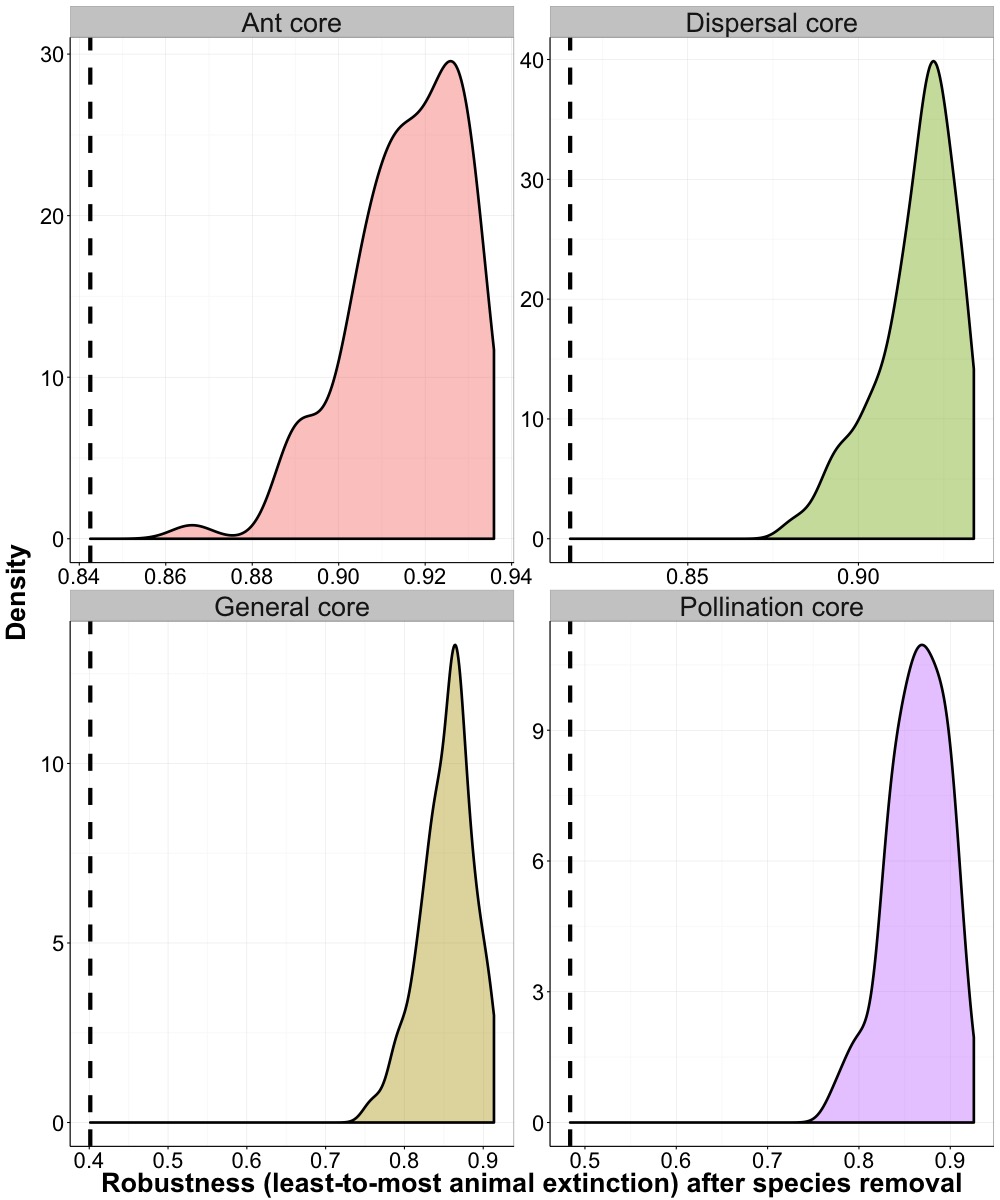 Ant core
Dispersal core
30
20
10
0
40
30
20
10
0
0.84 0.86 0.88 0.90 0.92 0.94
0.85 0.90
Density
General core
Pollination core
10
5
0
9
6
3
0
0.4 0.5 0.6 0.7 0.8 0.9
0.5 0.6 0.7 0.8 0.9
Robustness (least-to-most animal extinction) after species removal